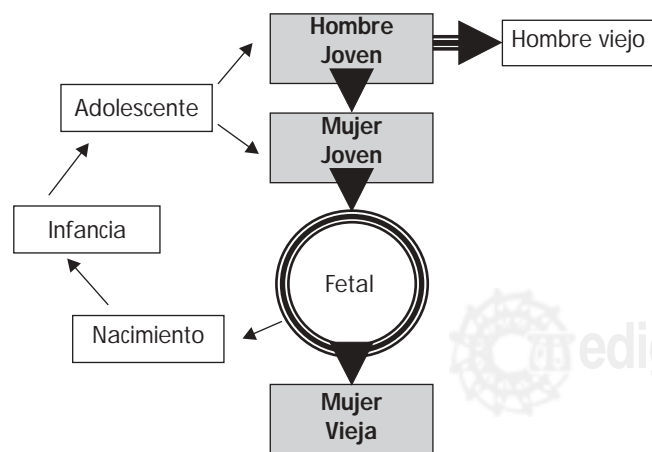 Hombre
Joven
Hombre viejo
Adolescente
Mujer
Joven
Infancia
Fetal
Nacimiento
Mujer
Vieja